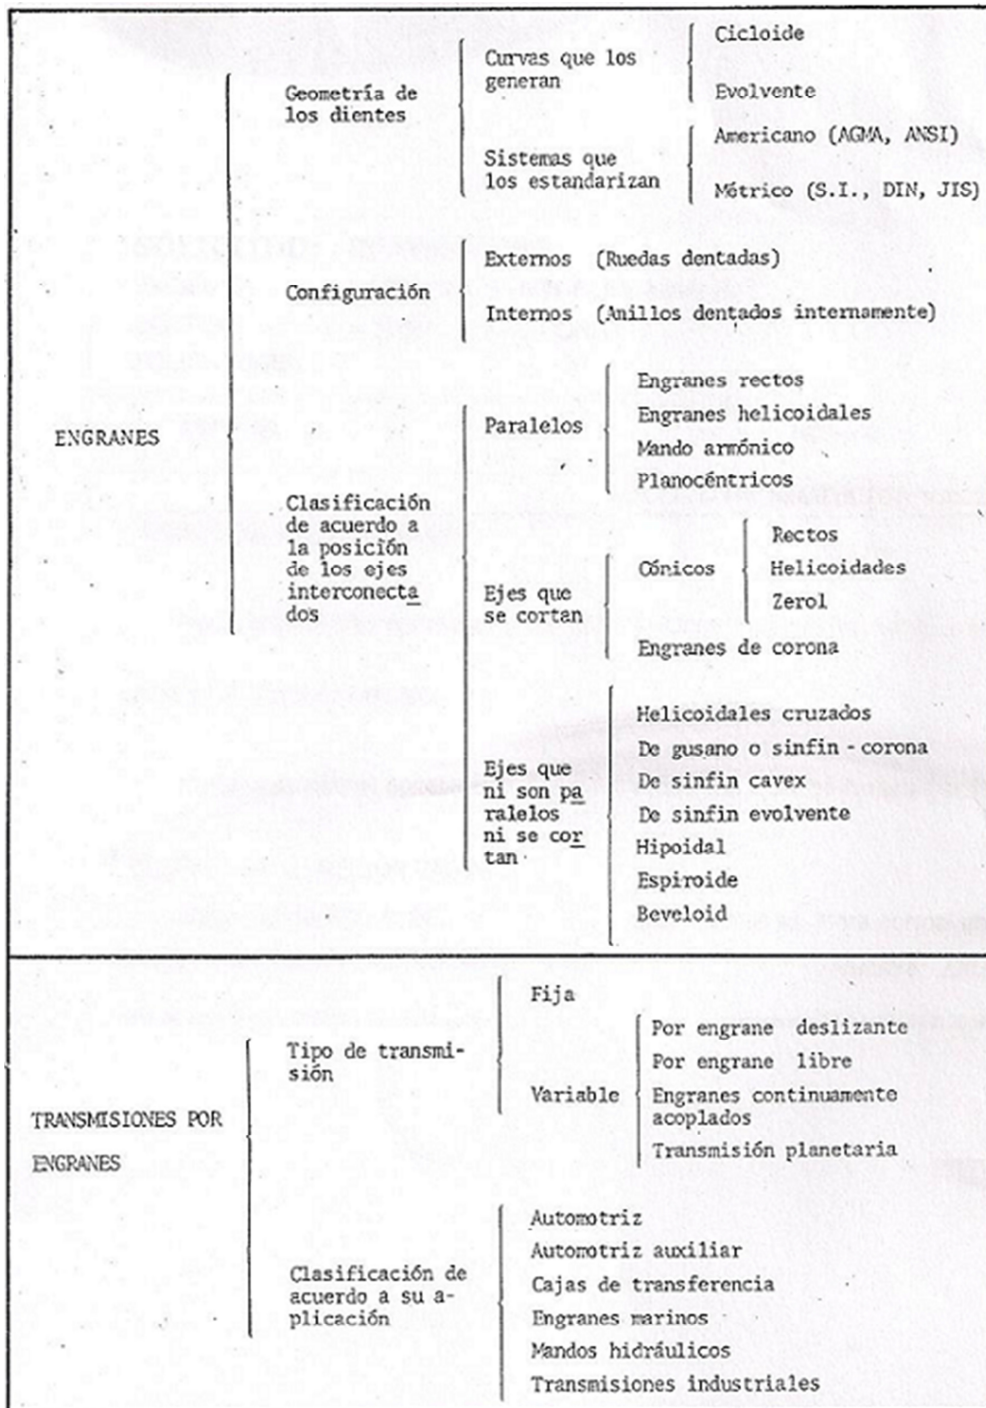 ENGRANES
Geometría de
los dientes
Curvas que los
generan
Cicloide
Evolvente
Sistemas que
los estandarizan
Americano (AGMA, ANSI)
Métrico (S.I., DIN, JIS)
Configuración
Externos (Ruedas dentadas)
Internos (Anillos dentados internamente)
Clasificación
de acuerdo a
la posición
de los ejes
interconecta
dos
Paralelos
Engranes rectos
Engranes helicoidales
Mando armónico
Planocéntricos
Ejes que
se cortan
Cónicos
Rectos
Helicoidades
Zerol
Engranes de corona
Ejes que
ni son pa
ralelos
ni se cor
tan
Helicoidales cruzados
De gusano o sinfin - corona
De sinfin cavex
De sinfin evolvente
Hipoidal
Espiroide
Beveloid
TRANSMISIONES POR
ENGRANES
Tipo de transmi-
sión
Fija
Variable
Por engrane deslizante
Por engrane libre
Engranes continuamente
acoplados
Transmisión planetaria
Clasificación de
acuerdo a su a-
plicación
Automotriz
Automotriz auxiliar
Cajas de transferencia
Engranes marinos
Mandos hidráulicos
Transmisiones industriales